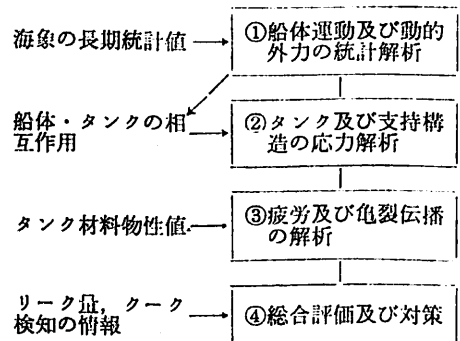 海象の長期統計値
①船体運動及び動的
外力の統計解析
船体・タンクの相
互作用
②タンク及び支持構
造の応力解析
タンク材料物性値
③疲労及び亀裂伝播
の解析
リーク量，クーク
検知の情報
④総合評価及び対策